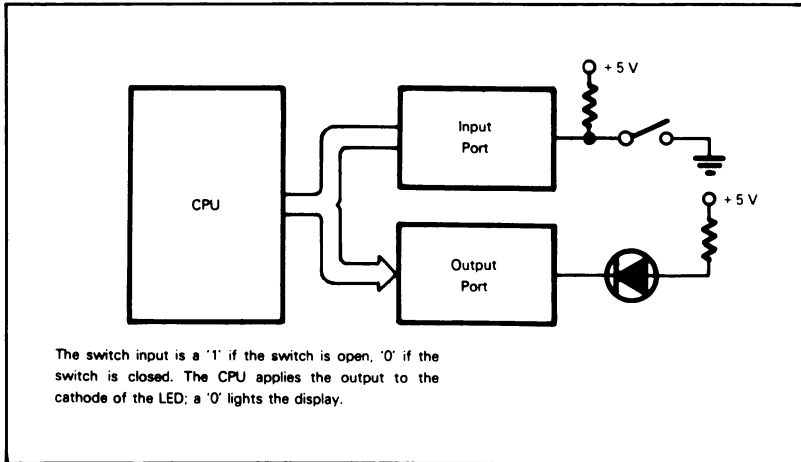 + 5 V
Input
Port
CPU
+ 5 V
Output
Port
The switch input is a '1' if the switch is open, '0' if the
switch is closed. The CPU applies the output to the
cathode of the LED; a '0' lights the display.